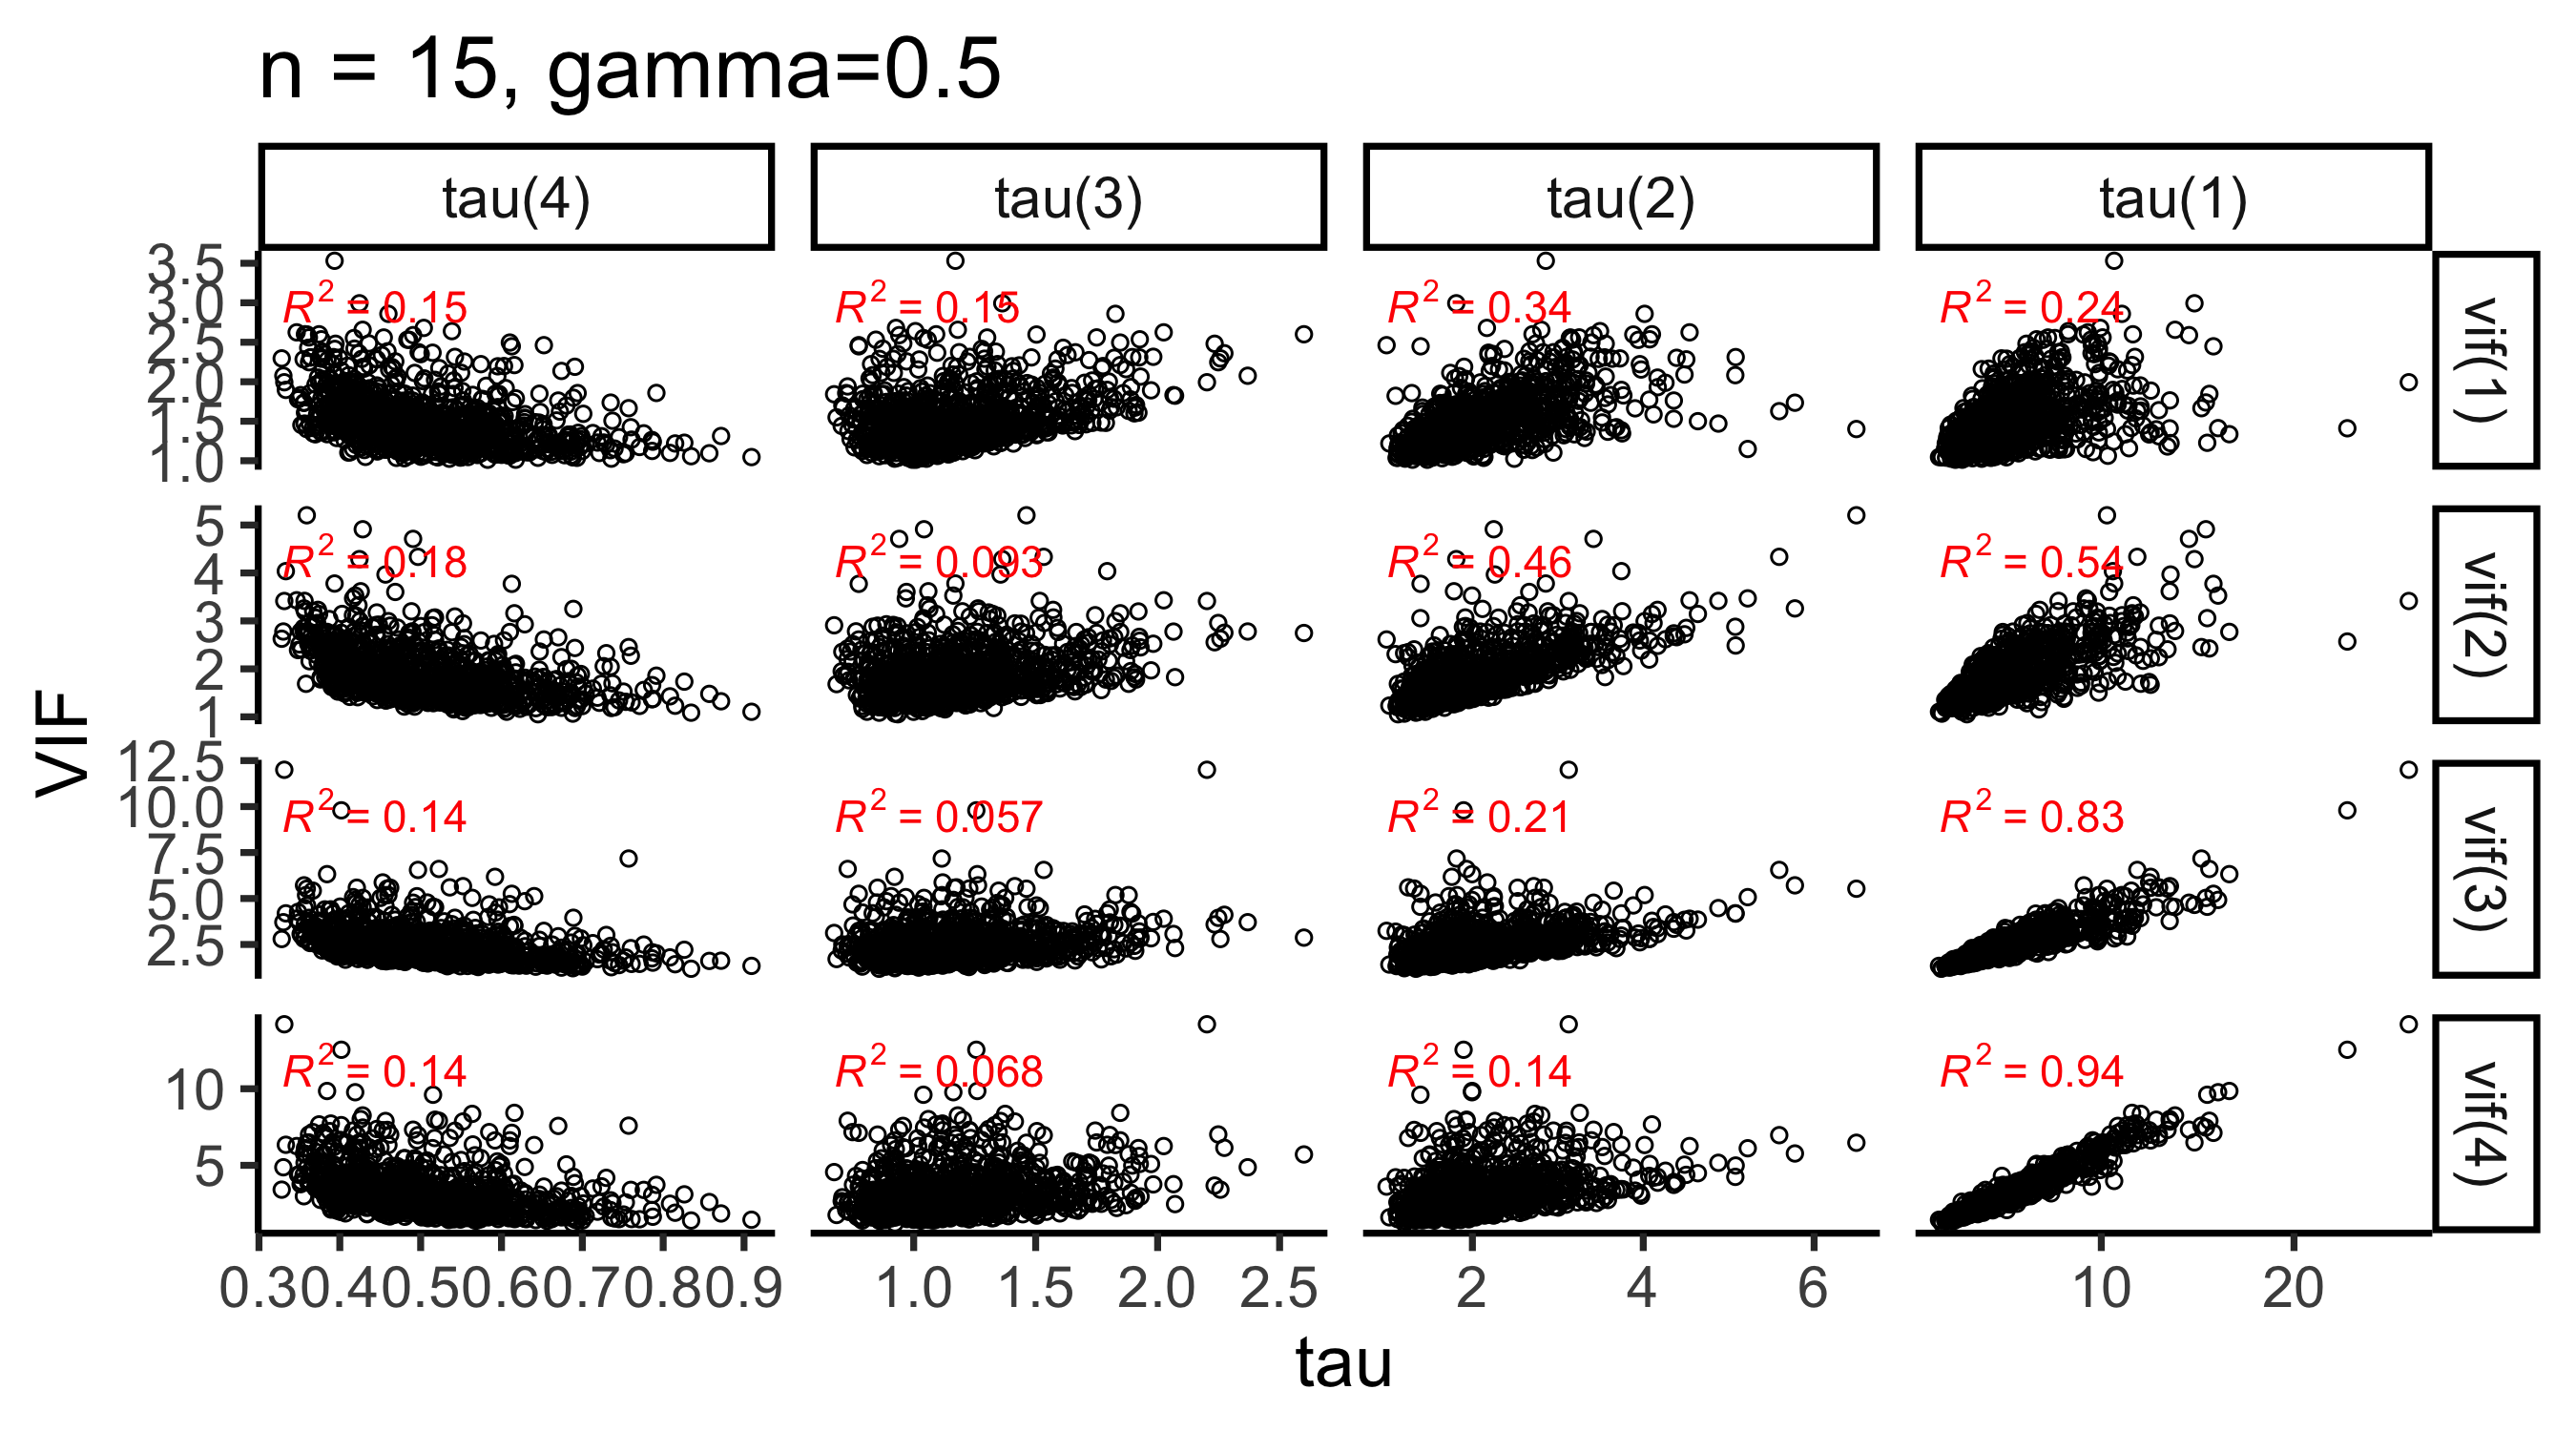 n = 15, gamma=0.5
tau(4) tau(3) tau(2) tau(1)
3.5
3.0
2.5
2.0
1.5
1.0
R² = 0.15 R² = 0.15 R² = 0.34 R² = 0.24
vif(1)
5
4
3
2
1
R² = 0.18 R² = 0.093 R² = 0.46 R² = 0.54
vif(2)
VIF
12.5
10.0
7.5
5.0
2.5
R² = 0.14 R² = 0.057 R² = 0.21 R² = 0.83
vif(3)
10
5
R² = 0.14 R² = 0.068 R² = 0.14 R² = 0.94
vif(4)
0.3 0.4 0.5 0.6 0.7 0.8 0.9 1.0 1.5 2.0 2.5 2 4 6 10 20
tau